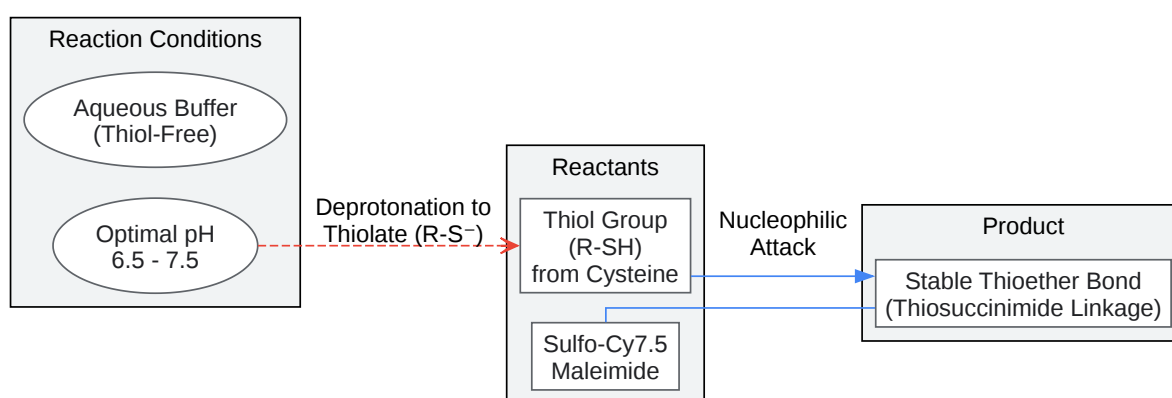 Reaction Conditions
Aqueous Buffer
(Thiol-Free)
Optimal pH
6.5 - 7.5
Deprotonation to
Thiolate (R-S⁻)
Reactants
Thiol Group
(R-SH)
from Cysteine
Sulfo-Cy7.5
Maleimide
Nucleophilic
Attack
Product
Stable Thioether Bond
(Thiosuccinimide Linkage)